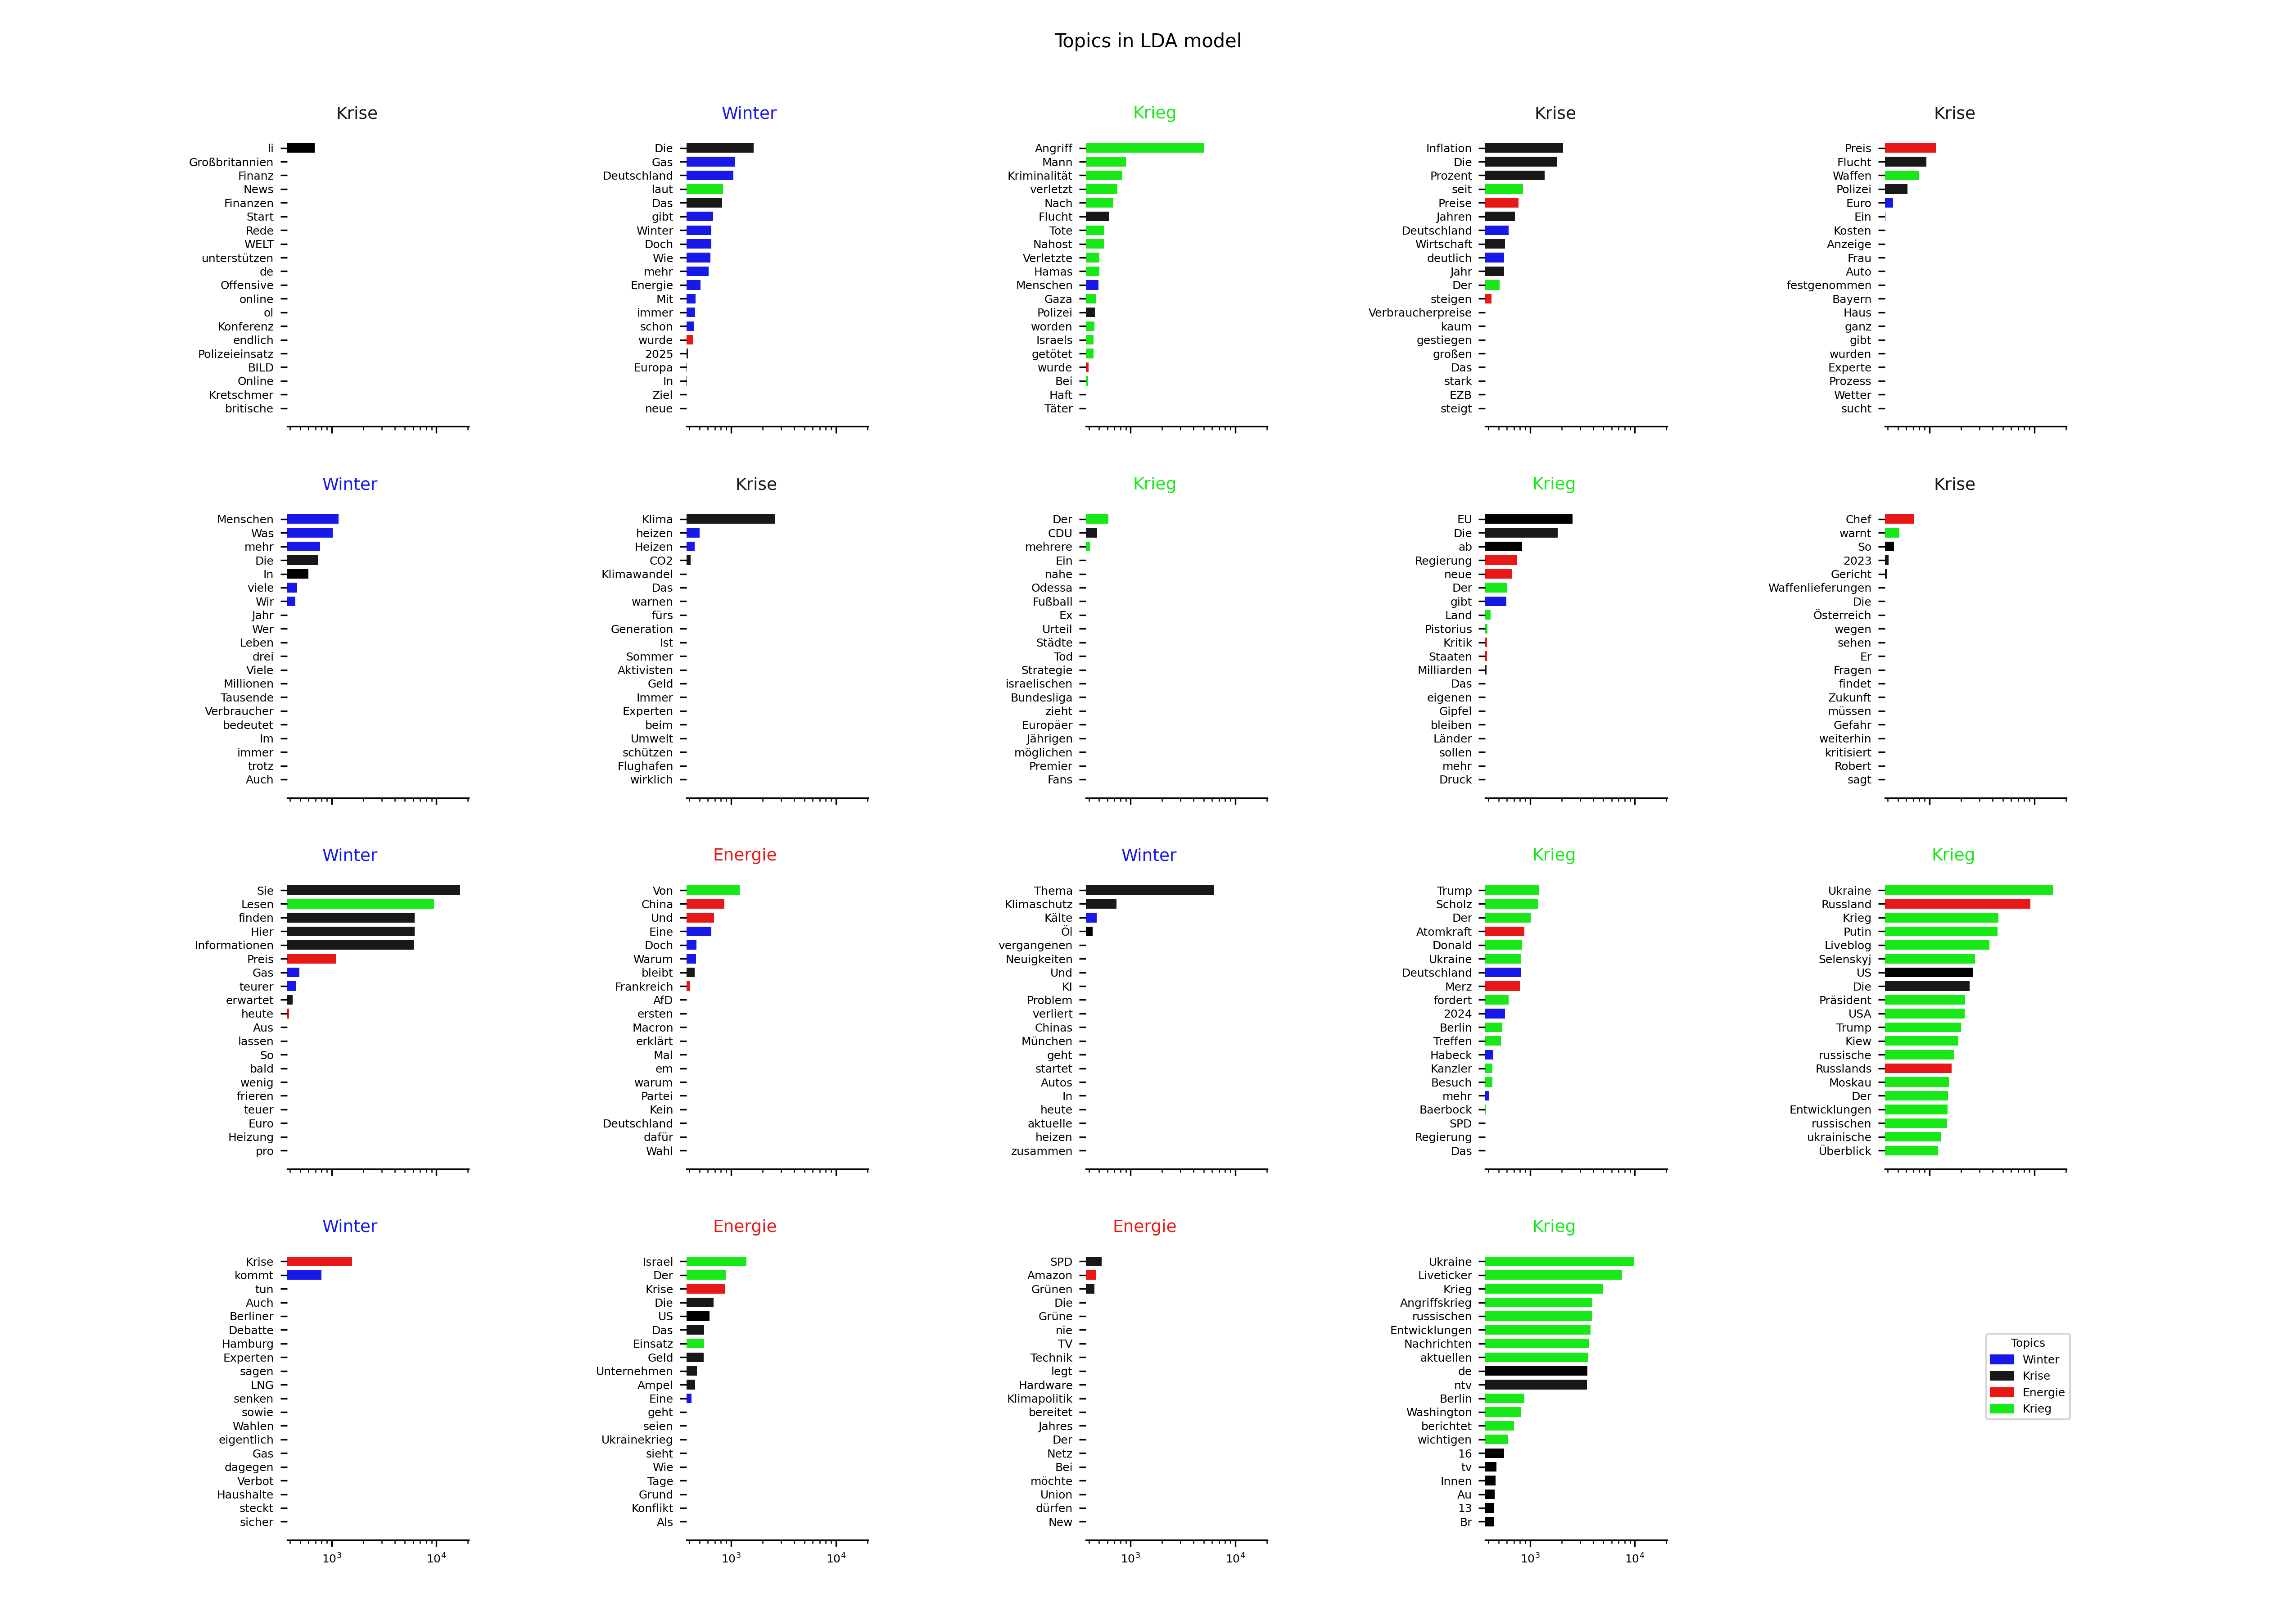 Topics in LDA model
Krise
li
Großbritannien
Finanz
News
Finanzen
Start
Rede
WELT
unterstützen
de
Offensive
online
ol
Konferenz
endlich
Polizeieinsatz
BILD
Online
Kretschmer
britische
Winter
Die
Gas
Deutschland
laut
Das
gibt
Winter
Doch
Wie
mehr
Energie
Mit
immer
schon
wurde
2025
Europa
In
Ziel
neue
Krieg
Angriff
Mann
Kriminalität
verletzt
Nach
Flucht
Tote
Nahost
Verletzte
Hamas
Menschen
Gaza
Polizei
worden
Israels
getötet
wurde
Bei
Haft
Täter
Krise
Inflation
Die
Prozent
seit
Preise
Jahren
Deutschland
Wirtschaft
deutlich
Jahr
Der
steigen
Verbraucherpreise
kaum
gestiegen
großen
Das
stark
EZB
steigt
Krise
Preis
Flucht
Waffen
Polizei
Euro
Ein
Kosten
Anzeige
Frau
Auto
festgenommen
Bayern
Haus
ganz
gibt
wurden
Experte
Prozess
Wetter
sucht
Winter
Menschen
Was
mehr
Die
In
viele
Wir
Jahr
Wer
Leben
drei
Viele
Millionen
Tausende
Verbraucher
bedeutet
Im
immer
trotz
Auch
Krise
Klima
heizen
Heizen
CO2
Klimawandel
Das
warnen
fürs
Generation
Ist
Sommer
Aktivisten
Geld
Immer
Experten
beim
Umwelt
schützen
Flughafen
wirklich
Krieg
Der
CDU
mehrere
Ein
nahe
Odessa
Fußball
Ex
Urteil
Städte
Tod
Strategie
israelischen
Bundesliga
zieht
Europäer
Jährigen
möglichen
Premier
Fans
Krieg
EU
Die
ab
Regierung
neue
Der
gibt
Land
Pistorius
Kritik
Staaten
Milliarden
Das
eigenen
Gipfel
bleiben
Länder
sollen
mehr
Druck
Krise
Chef
warnt
So
2023
Gericht
Waffenlieferungen
Die
Österreich
wegen
sehen
Er
Fragen
findet
Zukunft
müssen
Gefahr
weiterhin
kritisiert
Robert
sagt
Winter
Sie
Lesen
finden
Hier
Informationen
Preis
Gas
teurer
erwartet
heute
Aus
lassen
So
bald
wenig
frieren
teuer
Euro
Heizung
pro
Energie
Von
China
Und
Eine
Doch
Warum
bleibt
Frankreich
AfD
ersten
Macron
erklärt
Mal
em
warum
Partei
Kein
Deutschland
dafür
Wahl
Winter
Thema
Klimaschutz
Kälte
Öl
vergangenen
Neuigkeiten
Und
KI
Problem
verliert
Chinas
München
geht
startet
Autos
In
heute
aktuelle
heizen
zusammen
Krieg
Trump
Scholz
Der
Atomkraft
Donald
Ukraine
Deutschland
Merz
fordert
2024
Berlin
Treffen
Habeck
Kanzler
Besuch
mehr
Baerbock
SPD
Regierung
Das
Krieg
Ukraine
Russland
Krieg
Putin
Liveblog
Selenskyj
US
Die
Präsident
USA
Trump
Kiew
russische
Russlands
Moskau
Der
Entwicklungen
russischen
ukrainische
Überblick
Winter
Krise
kommt
tun
Auch
Berliner
Debatte
Hamburg
Experten
sagen
LNG
senken
sowie
Wahlen
eigentlich
Gas
dagegen
Verbot
Haushalte
steckt
sicher
10³ 10⁴
Energie
Israel
Der
Krise
Die
US
Das
Einsatz
Geld
Unternehmen
Ampel
Eine
geht
seien
Ukrainekrieg
sieht
Wie
Tage
Grund
Konflikt
Als
10³ 10⁴
Energie
SPD
Amazon
Grünen
Die
Grüne
nie
TV
Technik
legt
Hardware
Klimapolitik
bereitet
Jahres
Der
Netz
Bei
möchte
Union
dürfen
New
10³ 10⁴
Krieg
Ukraine
Liveticker
Krieg
Angriffskrieg
russischen
Entwicklungen
Nachrichten
aktuellen
de
ntv
Berlin
Washington
berichtet
wichtigen
16
tv
Innen
Au
13
Br
10³ 10⁴
Topics
Winter
Krise
Energie
Krieg